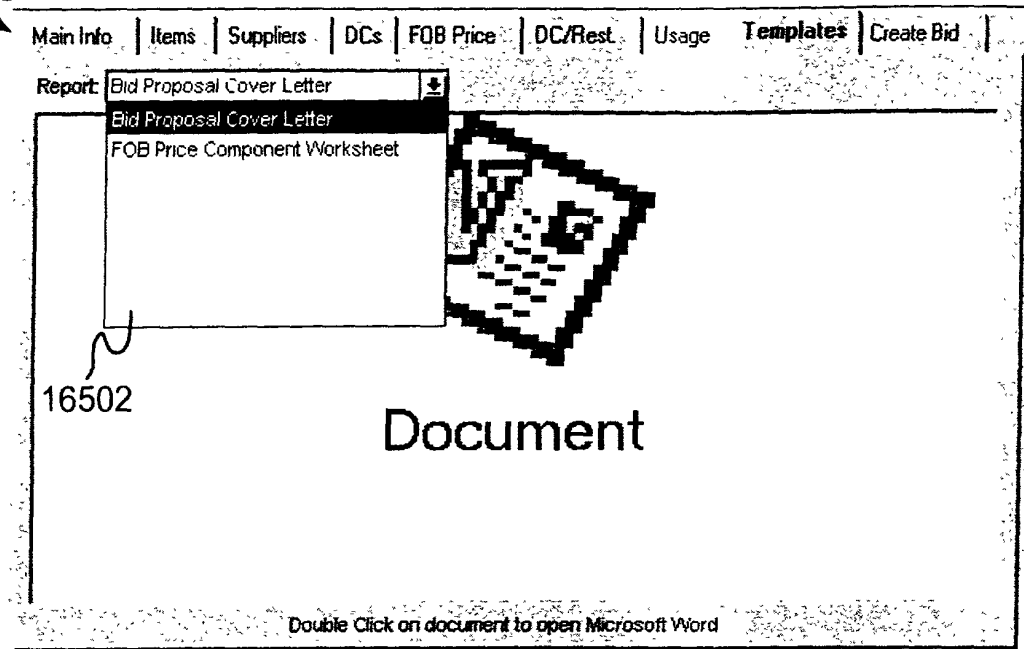 Main Info Items Suppliers DCs FOB Price DC/Rest. Usage Templates Create Bid
Report: Bid Proposal Cover Letter
Bid Proposal Cover Letter
FOB Price Component Worksheet
16502
Document
Double Click on document to open Microsoft Word